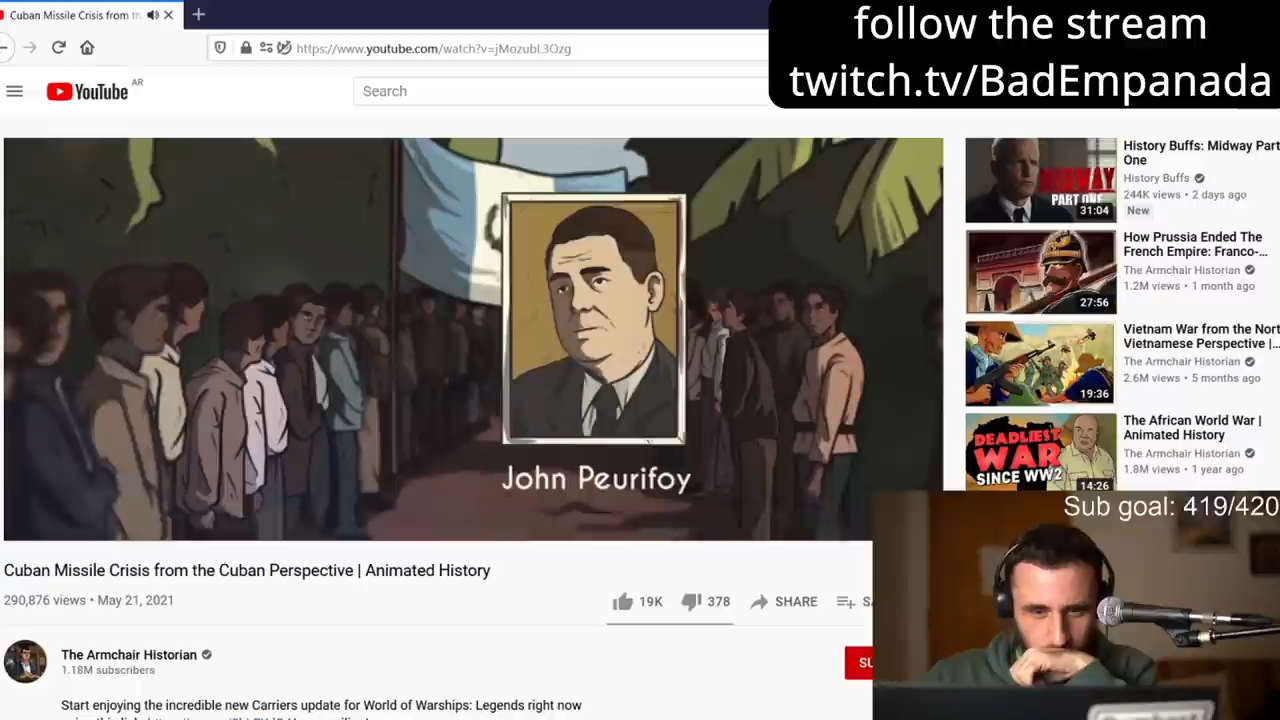 Cuban Missile Crisis from th
follow the stream
twitch.tv/BadEmpanada
https://www.youtube.com/watch?v=jMozubL3Ozg
YouTube
AR
Search
John Peurifoy
History Buffs: Midway Part
One
History Buffs
244K views • 2 days ago
New
MIDWAY
PART ONE
31:04
How Prussia Ended The
French Empire: Franco-...
The Armchair Historian
1.2M views • 1 month ago
27:56
Vietnam War from the Nort
Vietnamese Perspective |...
The Armchair Historian
2.6M views • 5 months ago
19:36
The African World War |
Animated History
The Armchair Historian
1.8M views • 1 year ago
DEADLIEST
WAR
SINCE WW2
14:26
Sub goal: 419/420
Cuban Missile Crisis from the Cuban Perspective | Animated History
290,876 views • May 21, 2021
19K
378
SHARE
SA
The Armchair Historian
1.18M subscribers
SU
Start enjoying the incredible new Carriers update for World of Warships: Legends right now